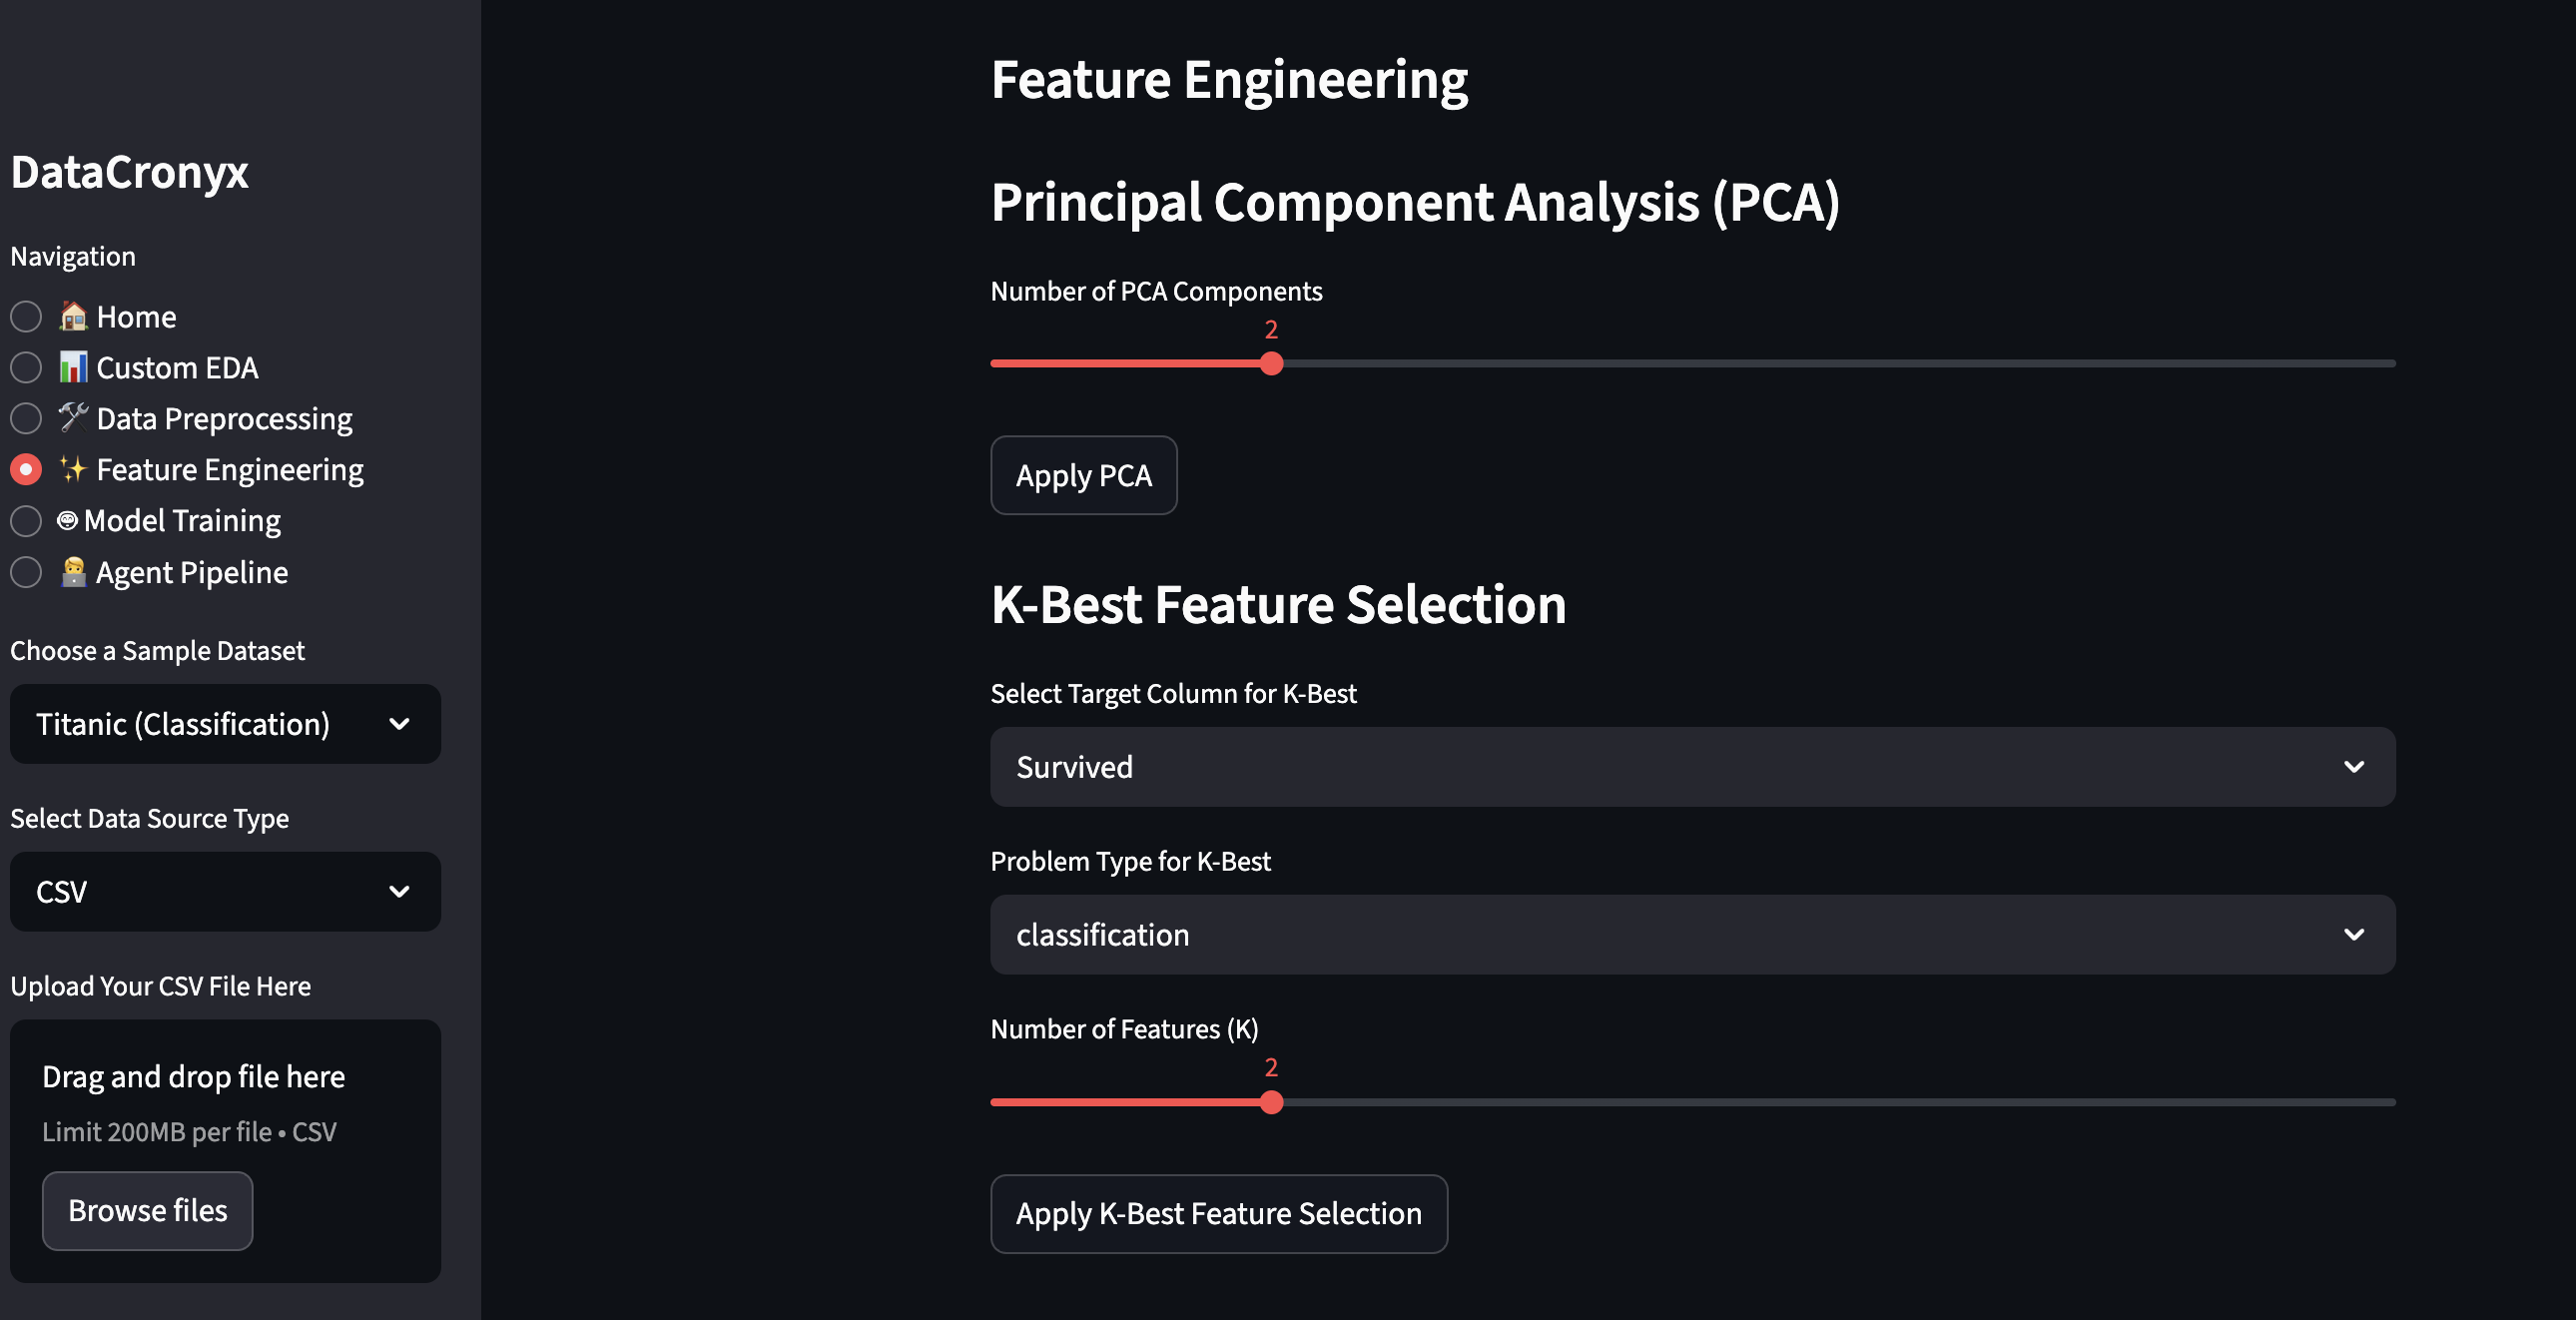 DataCronyx
Navigation
🏠 Home
📊 Custom EDA
🛠️ Data Preprocessing
✨ Feature Engineering
Model Training
🧑‍💻 Agent Pipeline
Choose a Sample Dataset
Titanic (Classification)
Select Data Source Type
CSV
Upload Your CSV File Here
Drag and drop file here
Limit 200MB per file • CSV
Browse files
Feature Engineering
Principal Component Analysis (PCA)
Number of PCA Components
2
Apply PCA
K-Best Feature Selection
Select Target Column for K-Best
Survived
Problem Type for K-Best
classification
Number of Features (K)
2
Apply K-Best Feature Selection